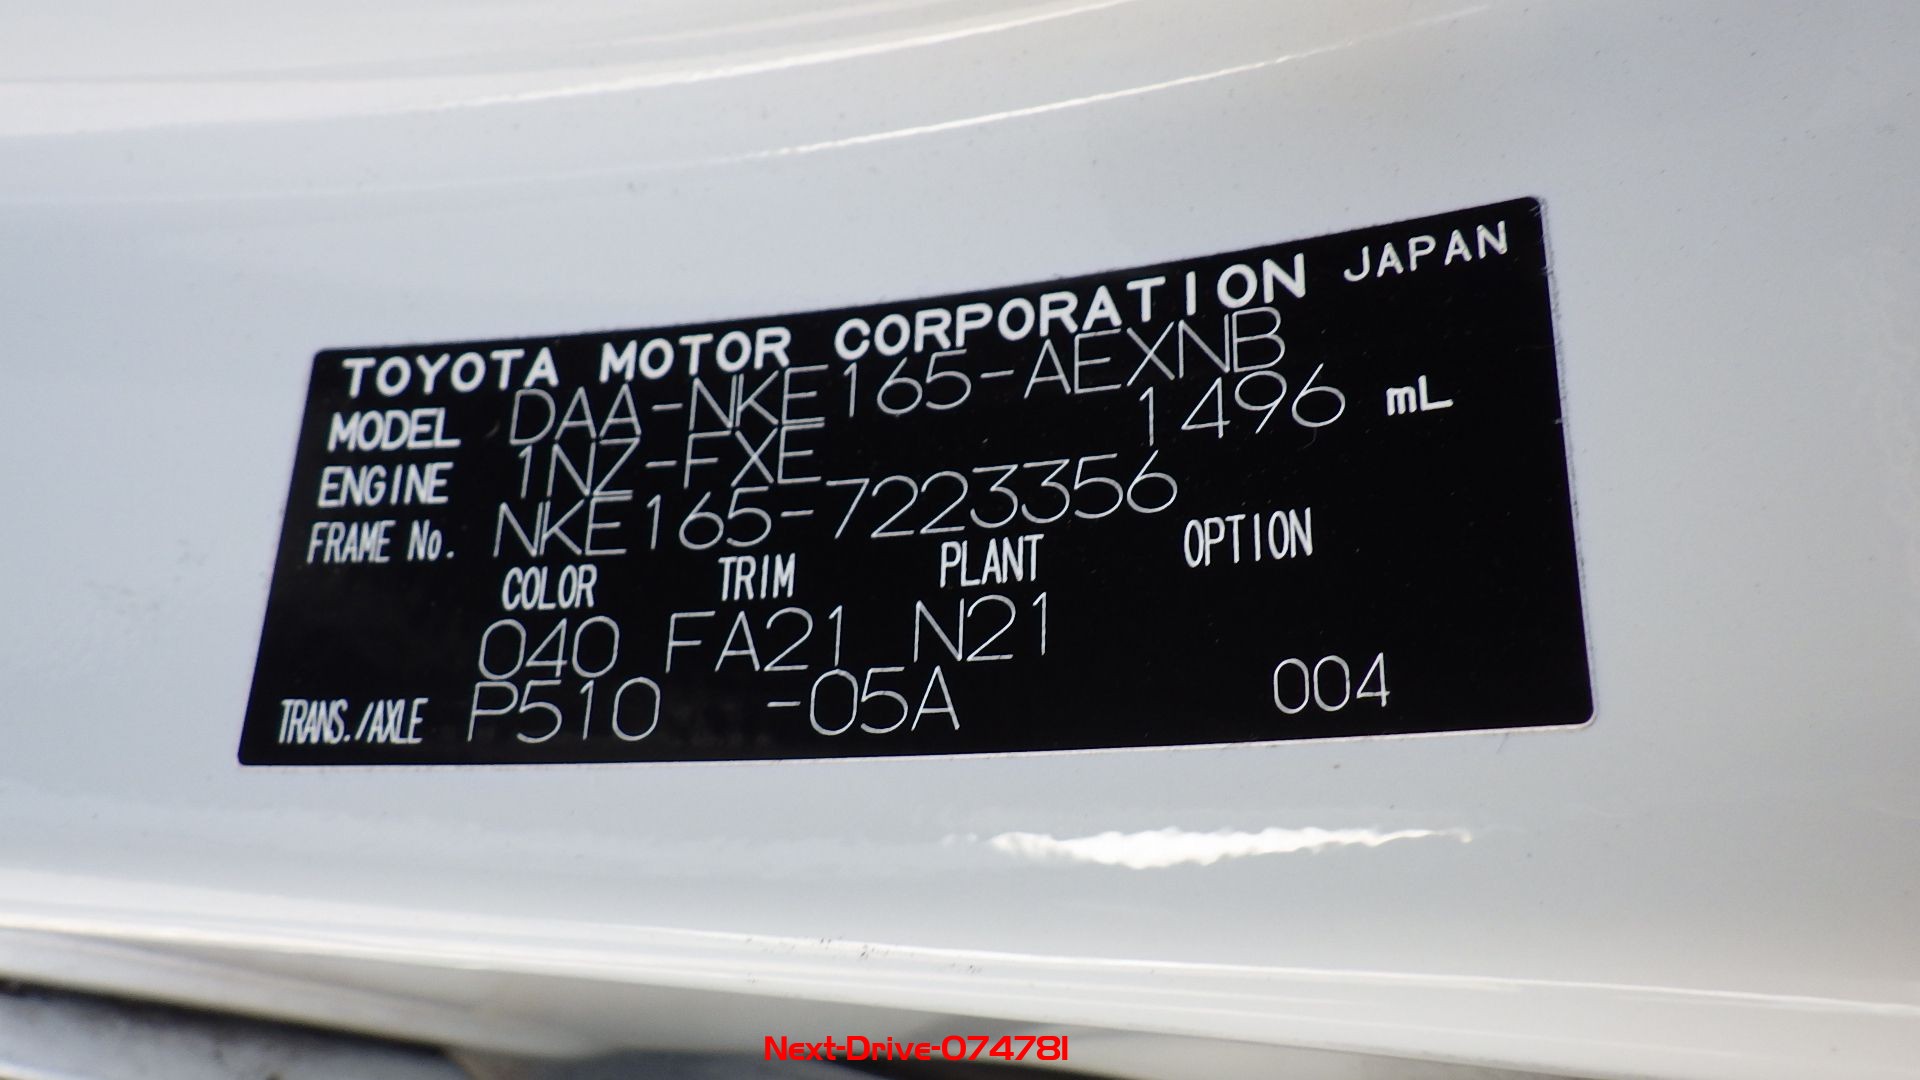 TOYOTA MOTOR CORPORATION JAPAN
MODEL DAA-NKE165-AEXNB
ENGINE 1NZ-FXE 1496 mL
FRAME No. NKE165-7223356
COLOR TRIM PLANT OPTION
040 FA21 N21
TRANS./AXLE P510 -05A 004
Next-Drive-074781